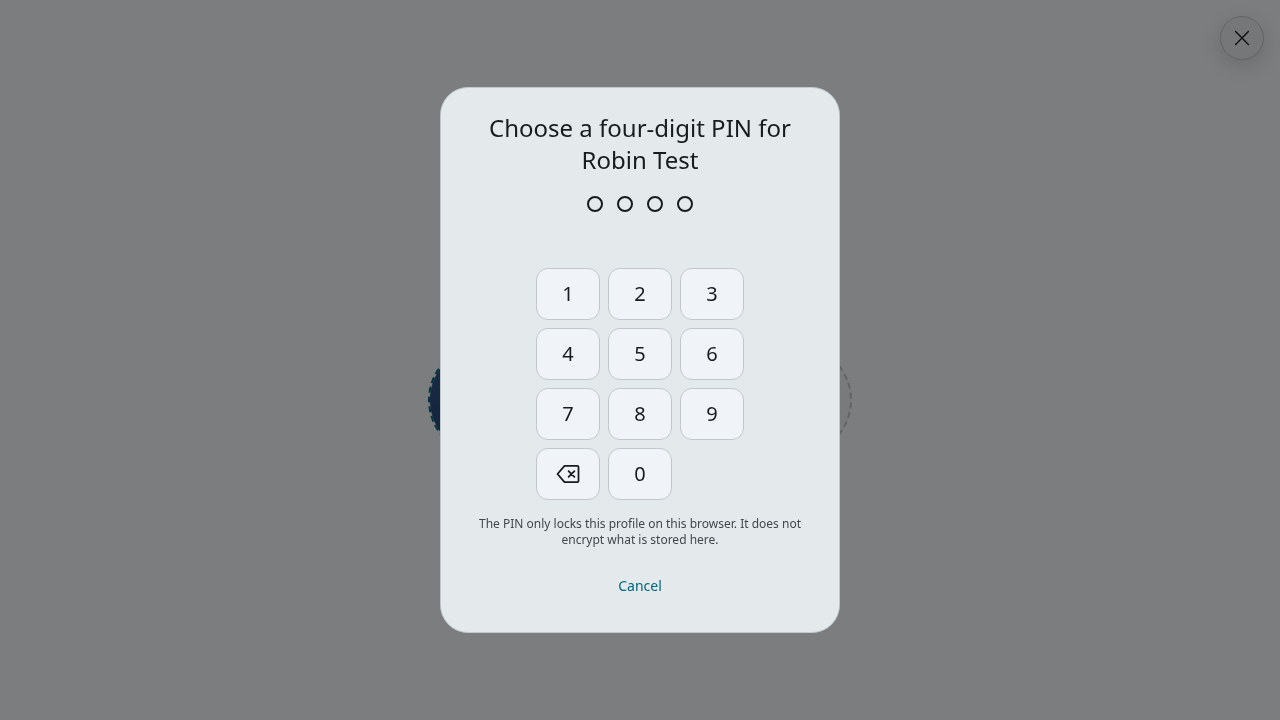 Choose a four-digit PIN for
Robin Test
1 2 3
4 5 6
7 8 9
0
The PIN only locks this profile on this browser. It does not
encrypt what is stored here.
Cancel